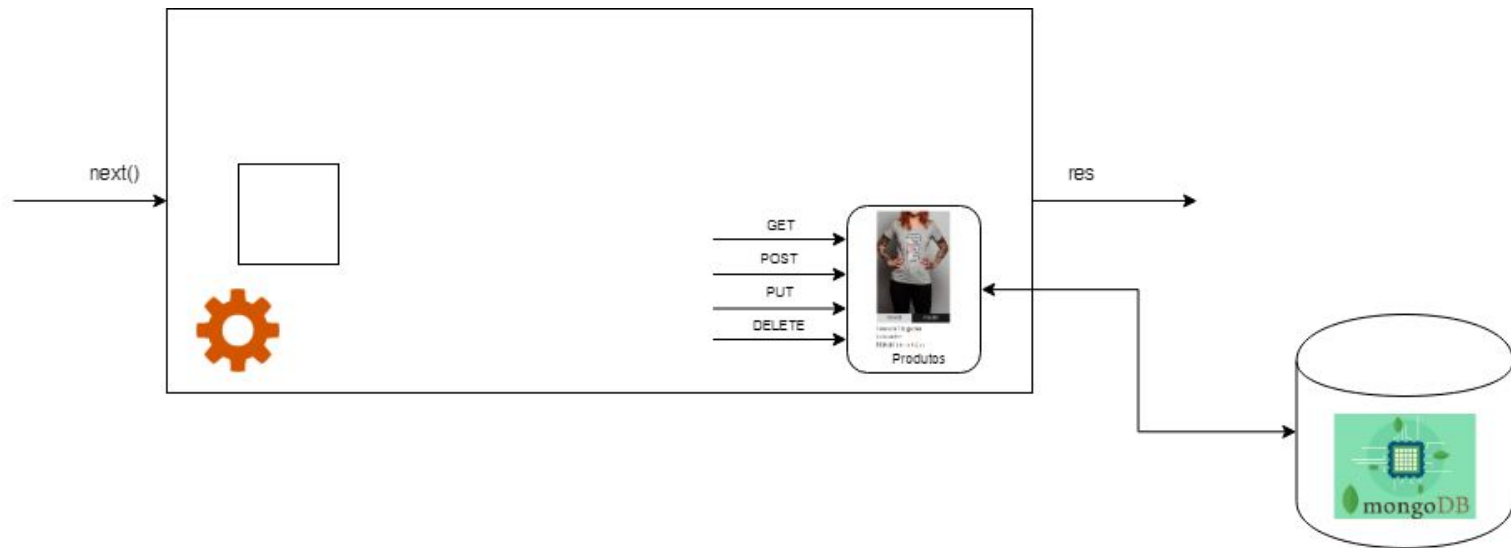 next()
res
GET
POST
PUT
DELETE
Produtos
mongoDB